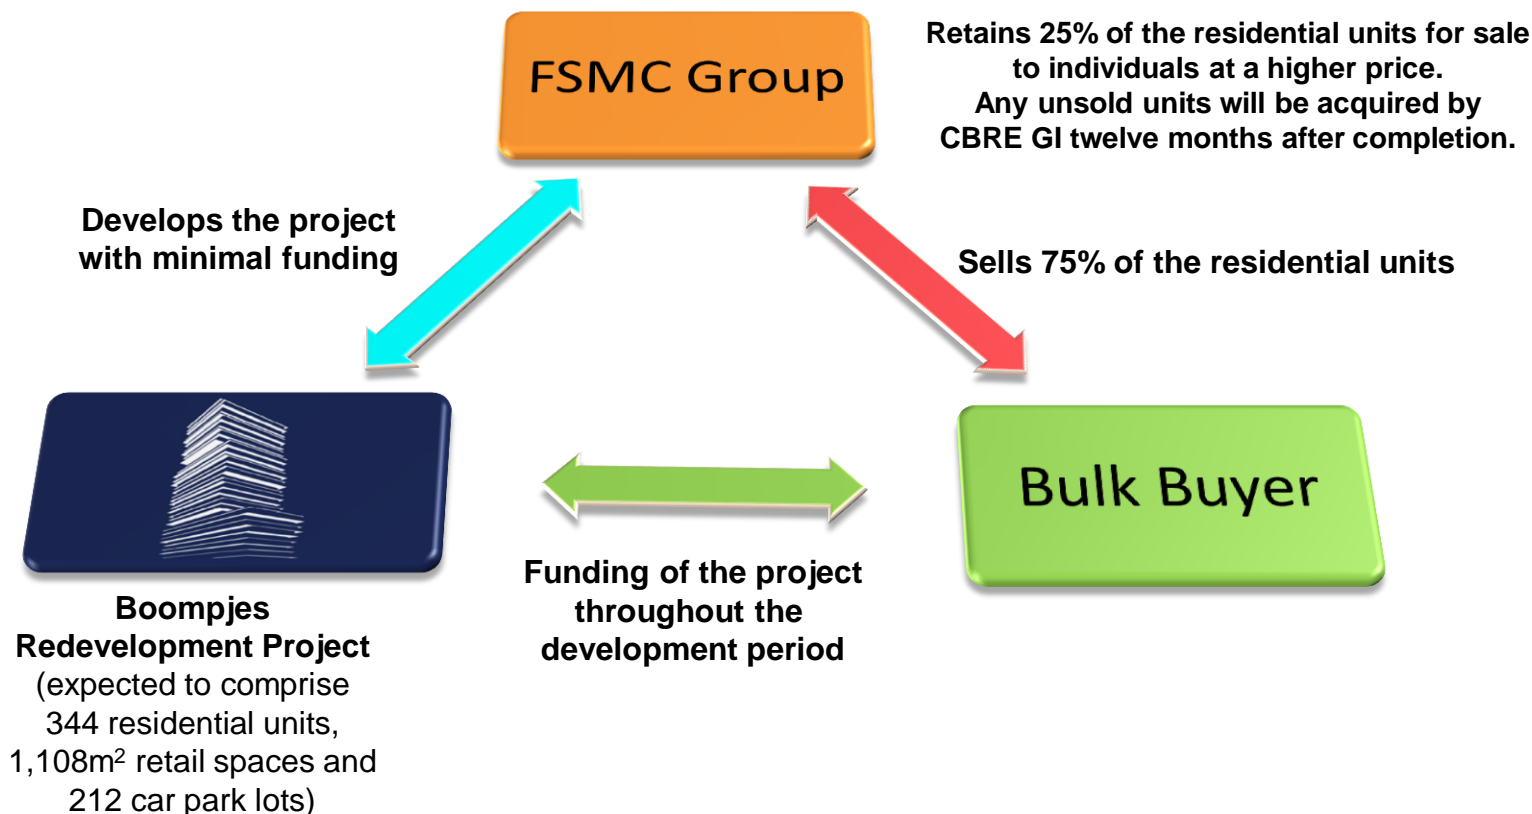 FSMC Group
Retains 25% of the residential units for sale
to individuals at a higher price.
Any unsold units will be acquired by
CBRE GI twelve months after completion.
Develops the project
with minimal funding
Sells 75% of the residential units
Bulk Buyer
Funding of the project
throughout the
development period
Boompjes
Redevelopment Project
(expected to comprise
344 residential units,
1,108m² retail spaces and
212 car park lots)